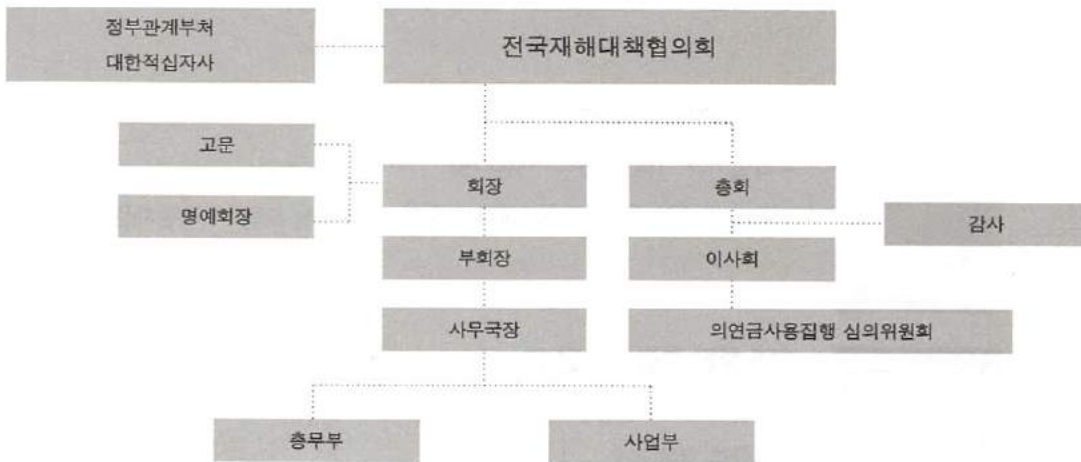 정부관계부처
대한적십자사
전국재해대책협의회
고문
명예회장
회장
총회
감사
부회장
이사회
사무국장
의연금사용집행 심의위원회
총무부
사업부